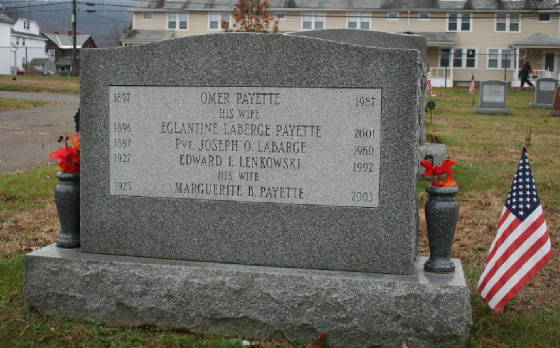 1897 OMER PAYETTE 1987
HIS WIFE
1896 EGLANTINE LABERGE PAYETTE 2001
1887 PVT. JOSEPH O. LABARGE 1960
1927 EDWARD I. LENKOWSKI 1992
HIS WIFE
1925 MARGUERITE B. PAYETTE 2003